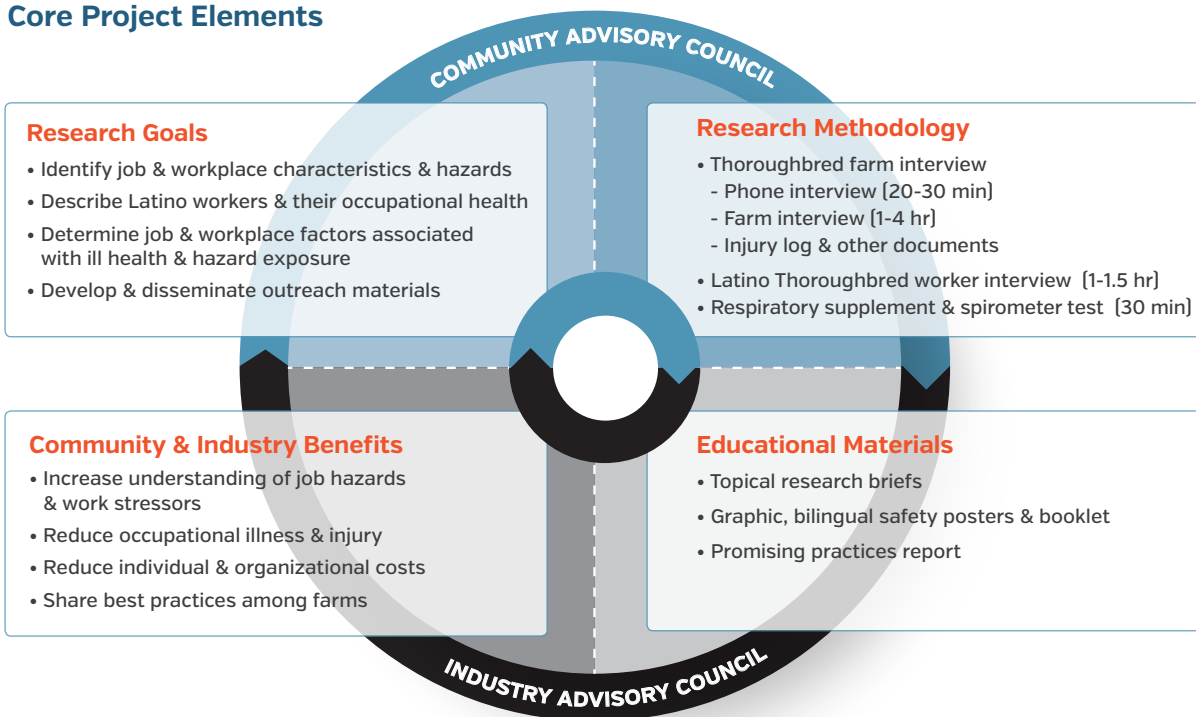 Core Project Elements
COMMUNITY ADVISORY COUNCIL
Research Goals
• Identify job & workplace characteristics & hazards
• Describe Latino workers & their occupational health
• Determine job & workplace factors associated
with ill health & hazard exposure
• Develop & disseminate outreach materials
Research Methodology
• Thoroughbred farm interview
- Phone interview (20-30 min)
- Farm interview (1-4 hr)
- Injury log & other documents
• Latino Thoroughbred worker interview (1-1.5 hr)
• Respiratory supplement & spirometer test (30 min)
Community & Industry Benefits
• Increase understanding of job hazards
& work stressors
• Reduce occupational illness & injury
• Reduce individual & organizational costs
• Share best practices among farms
Educational Materials
• Topical research briefs
• Graphic, bilingual safety posters & booklet
• Promising practices report
INDUSTRY ADVISORY COUNCIL